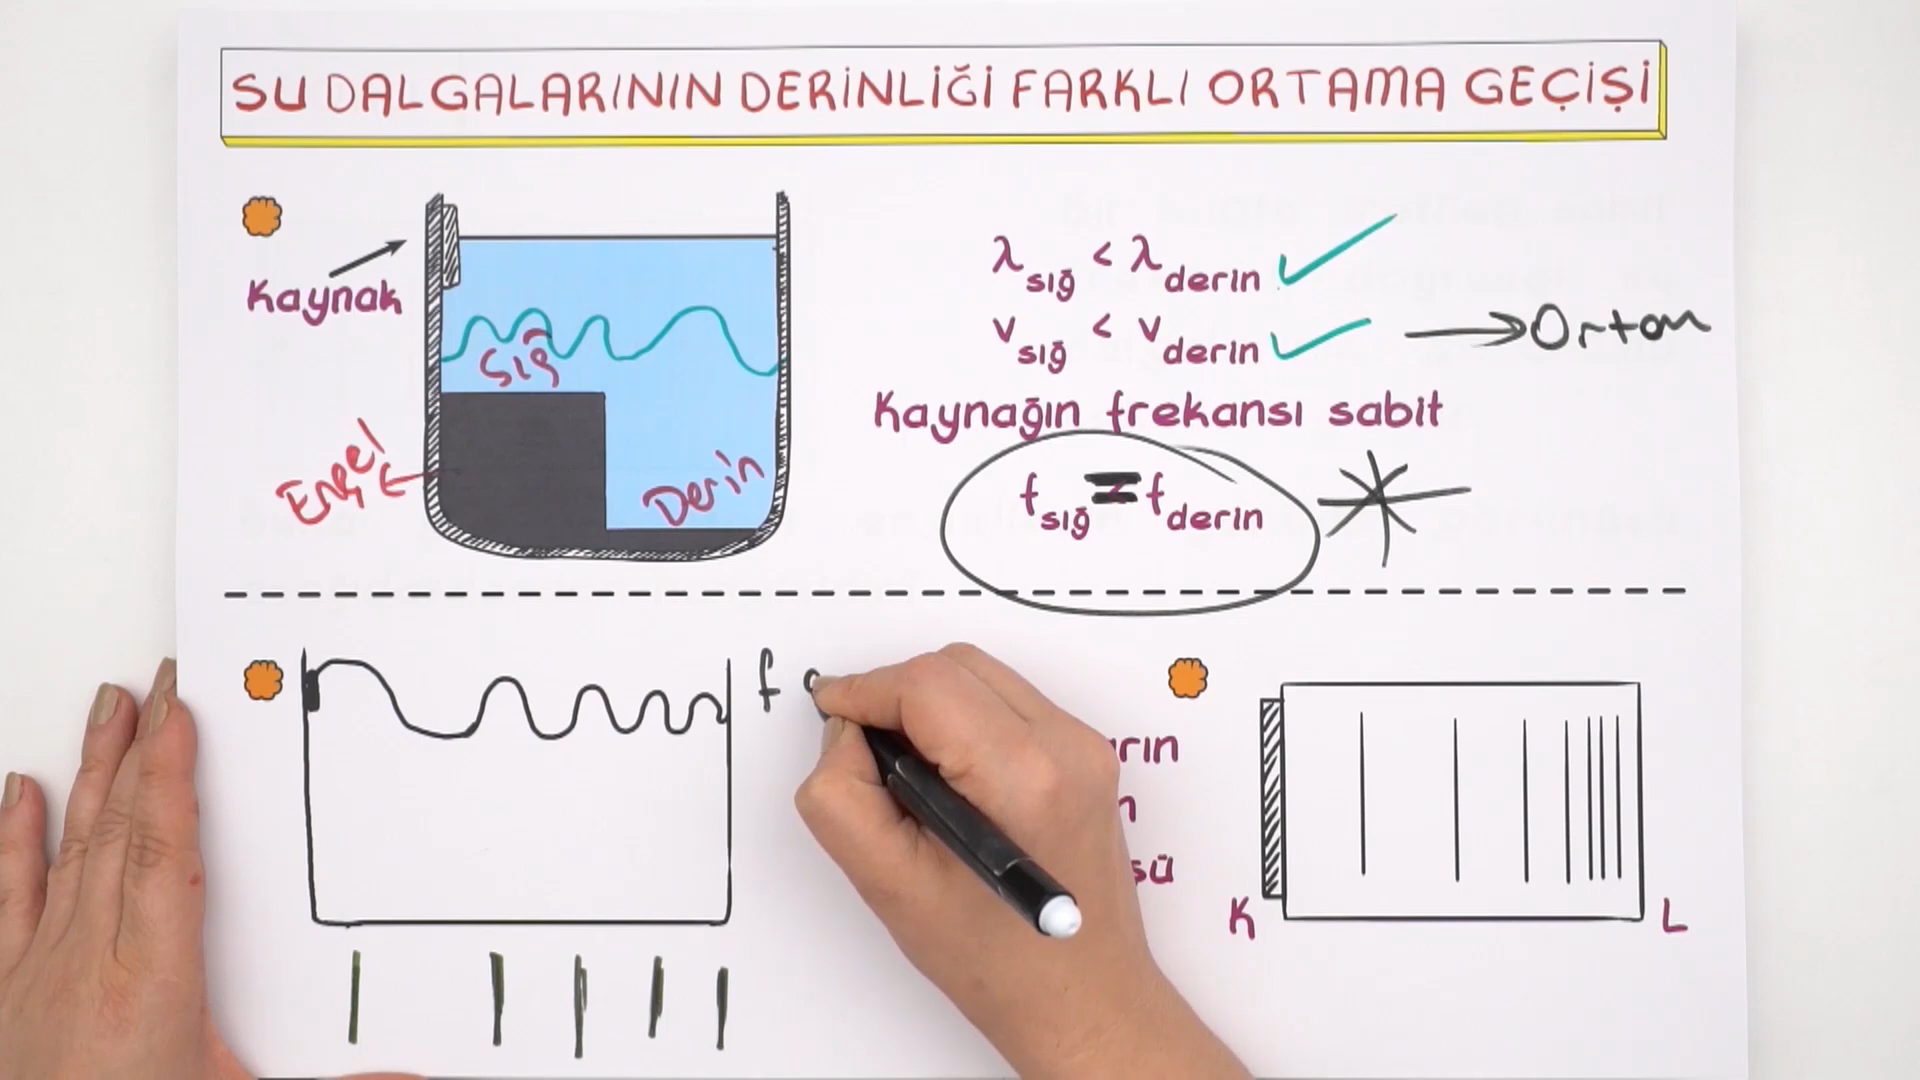 SU DALGALARININ DERİNLİĞİ FARKLI ORTAMA GEÇİŞİ
Kaynak
Sığ
Engel
Derin
λsığ < λderin
vsığ < vderin
Ortam
Kaynağın frekansı sabit
fsığ = fderin
f
K
L